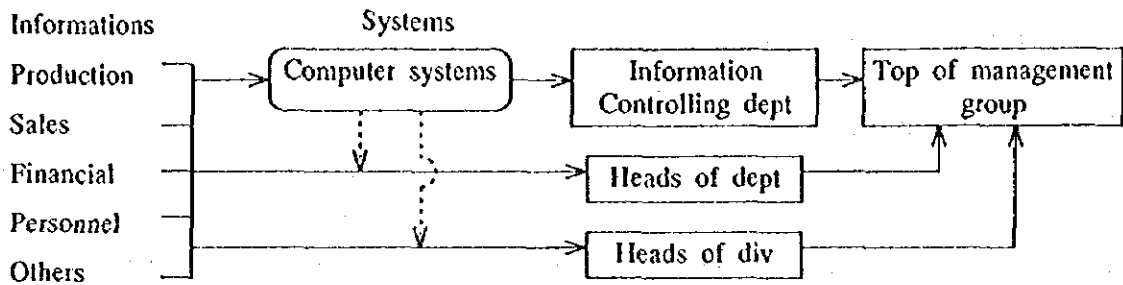 Informations
Systems
Production
Computer systems
Information
Controlling dept
Top of management
group
Sales
Financial
Heads of dept
Personnel
Heads of div
Others